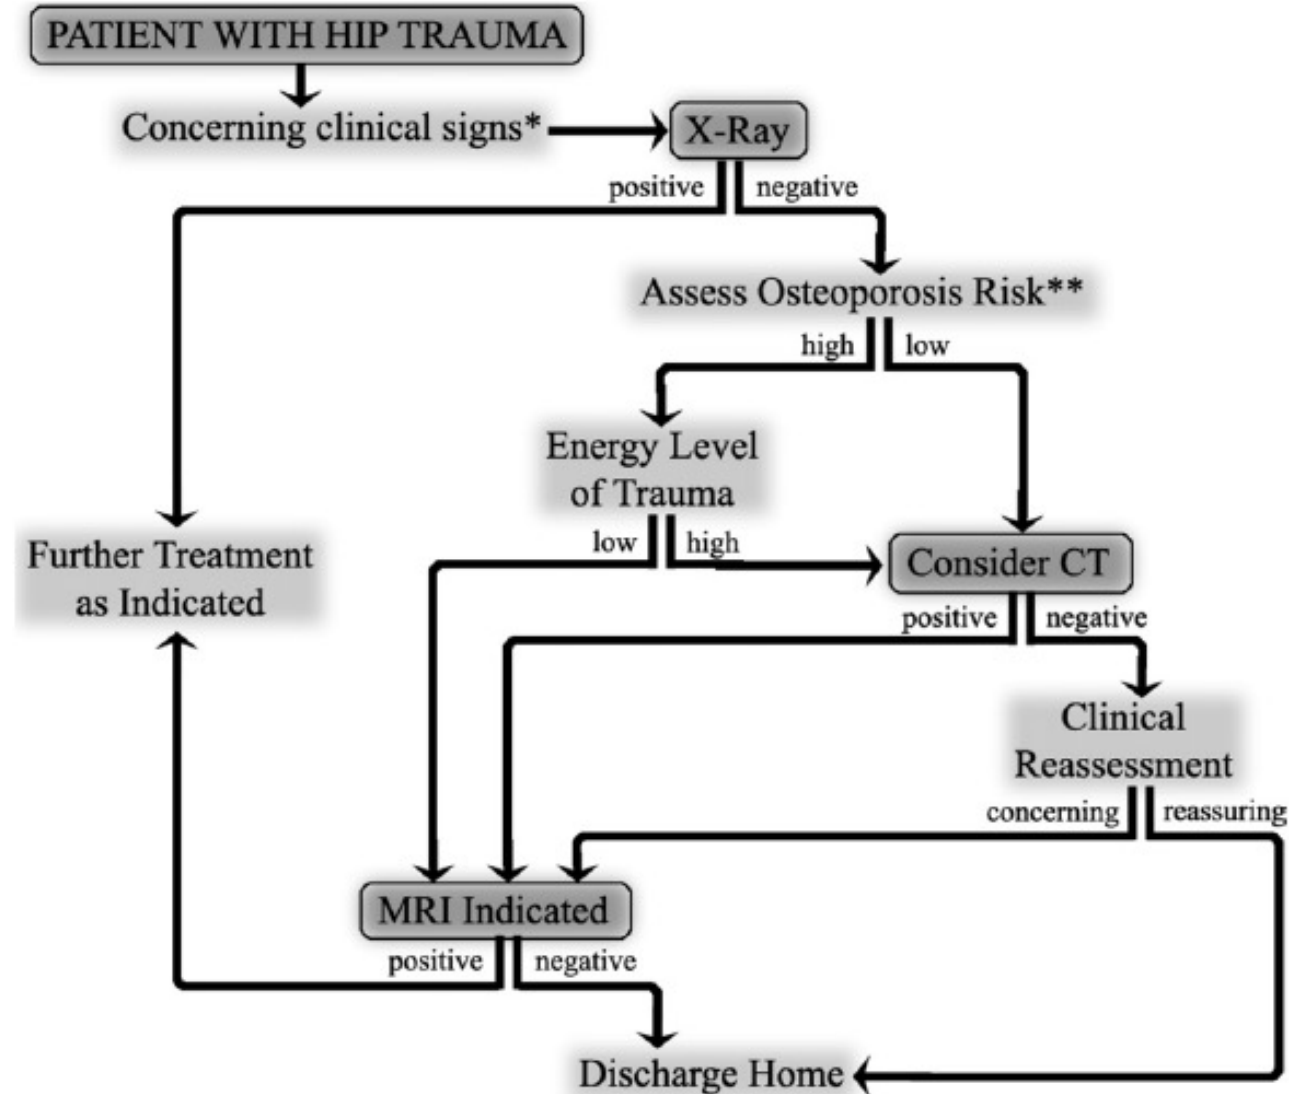 PATIENT WITH HIP TRAUMA
Concerning clinical signs*
X-Ray
positive
negative
Assess Osteoporosis Risk**
high
low
Energy Level
of Trauma
low
high
Consider CT
Further Treatment
as Indicated
positive
negative
Clinical
Reassessment
concerning
reassuring
MRI Indicated
positive
negative
Discharge Home